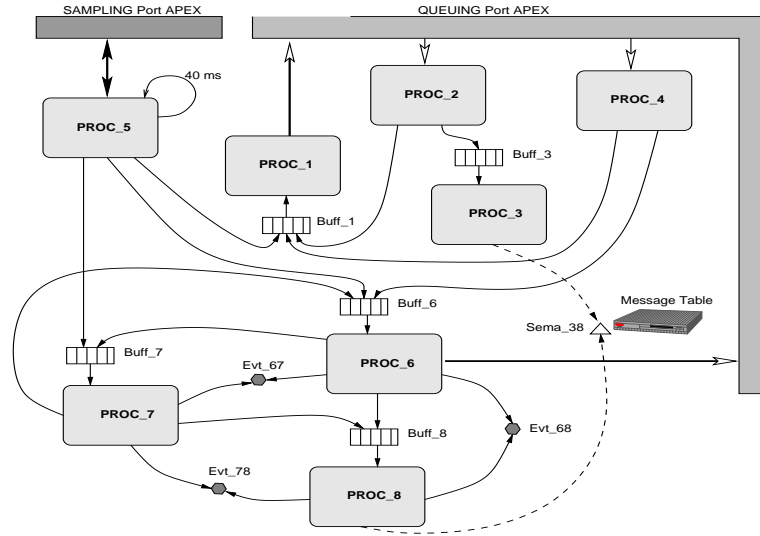 SAMPLING Port APEX
QUEUING Port APEX
40 ms
PROC_5
PROC_2
PROC_4
PROC_1
Buff_3
PROC_3
Buff_1
Buff_6
Message Table
Sema_38
Buff_7
Evt_67
PROC_6
PROC_7
Buff_8
Evt_68
Evt_78
PROC_8